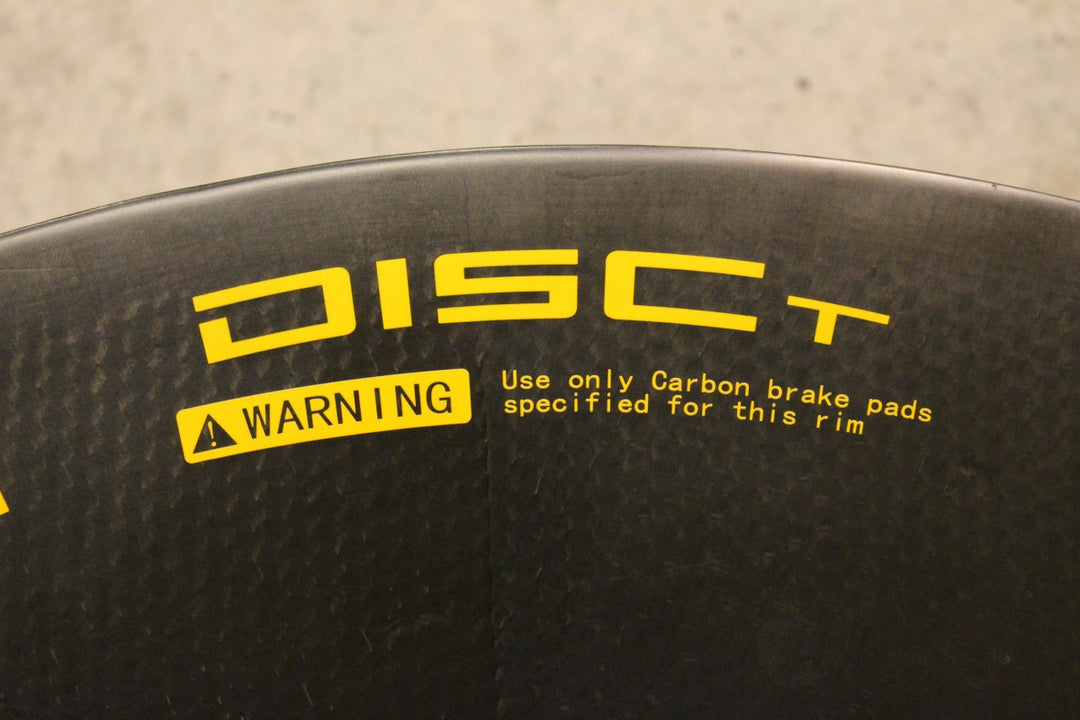 DISC T
WARNING
Use only Carbon brake pads
specified for this rim